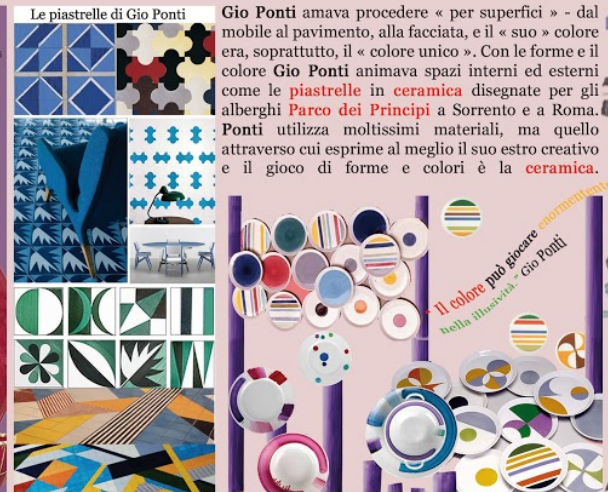 Le piastrelle di Gio Ponti
Gio Ponti amava procedere « per superfici » - dal
mobile al pavimento, alla facciata, e il « suo » colore
era, soprattutto, il « colore unico ». Con le forme e il
colore Gio Ponti animava spazi interni ed esterni
come le piastrelle in ceramica disegnate per gli
alberghi Parco dei Principi a Sorrento e a Roma.
Ponti utilizza moltissimi materiali, ma quello
attraverso cui esprime al meglio il suo estro creativo
e il gioco di forme e colori è la ceramica.
" Il colore può giocare enormemente
nella illusività." Gio Ponti